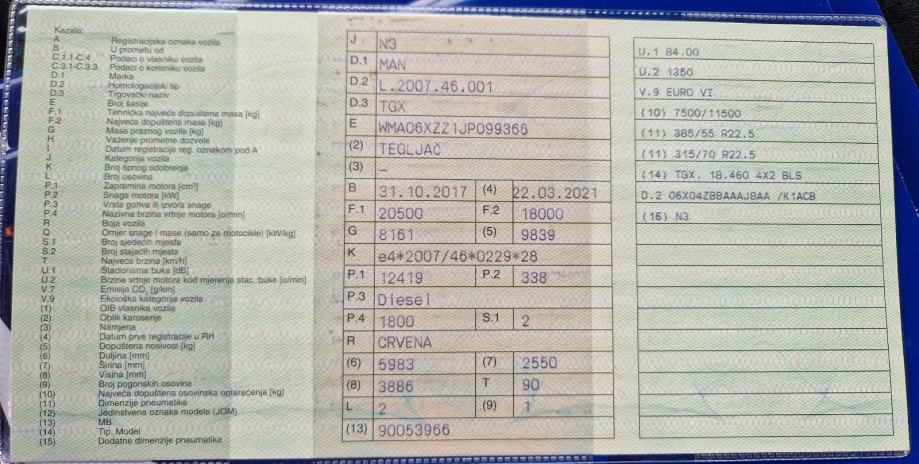 Kazalo:
A Registracijska oznaka vozila
B U prometu od
C.1.1-C.4 Podaci o vlasniku vozila
C.3.1-C.3.3 Podaci o korisniku vozila
D.1 Marka
D.2 Homologacijski tip
D.3 Trgovački naziv
E Broj šasije
F.1 Tehnička najveća dopuštena masa [kg]
F.2 Najveća dopuštena masa [kg]
G Masa praznog vozila [kg]
H Važenje prometne dozvole
I Datum registracije reg. oznakom pod A
J Kategorija vozila
K Broj tipnog odobrenja
L Broj osovina
P.1 Zapremina motora [cm³]
P.2 Snaga motora [kW]
P.3 Vrsta goriva ili izvora snage
P.4 Nazivna brzina vrtnje motora [o/min]
R Boja vozila
Q Omjer snage i mase (samo za motocikle) [kW/kg]
S.1 Broj sjedećih mjesta
S.2 Broj stajaćih mjesta
T Najveća brzina [km/h]
U.1 Stacionarna buka [dB]
U.2 Brzina vrtnje motora kod mjerenja stac. buke [o/min]
V.7 Emisija CO₂ [g/km]
V.9 Ekološka kategorija vozila
(1) OIB vlasnika vozila
(2) Oblik karoserije
(3) Namjena
(4) Datum prve registracije u RH
(5) Dopuštena nosivost [kg]
(6) Duljina [mm]
(7) Širina [mm]
(8) Visina [mm]
(9) Broj pogonskih osovina
(10) Najveća dopuštena osovinska opterećenja [kg]
(11) Dimenzije pneumatika
(12) Jedinstvena oznaka modela (JOM)
(13) MB
(14) Tip, Model
(15) Dodatne dimenzije pneumatika
J N3
D.1 MAN
D.2 L.2007.46.001
D.3 TGX
E WMA06XZZ1JP099366
(2) TEGLJAČ
(3) –
B 31.10.2017 (4) 22.03.2021
F.1 20500 F.2 18000
G 8161 (5) 9839
K e4*2007/46*0229*28
P.1 12419 P.2 338
P.3 Diesel
P.4 1800 S.1 2
R CRVENA
(6) 5983 (7) 2550
(8) 3886 T 90
L 2 (9) 1
(13) 90053966
U.1 84.00
U.2 1350
V.9 EURO VI
(10) 7500/11500
(11) 385/55 R22.5
(11) 315/70 R22.5
(14) TGX. 18.460 4X2 BLS
D.2 06X04ZBBAAAJ8AA /K1ACB
(16) N3